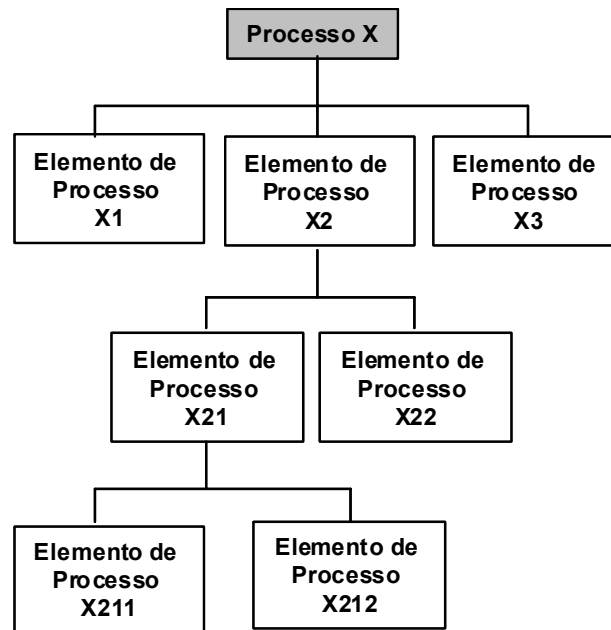 Processo X
Elemento de
Processo
X1
Elemento de
Processo
X2
Elemento de
Processo
X3
Elemento de
Processo
X21
Elemento de
Processo
X22
Elemento de
Processo
X211
Elemento de
Processo
X212